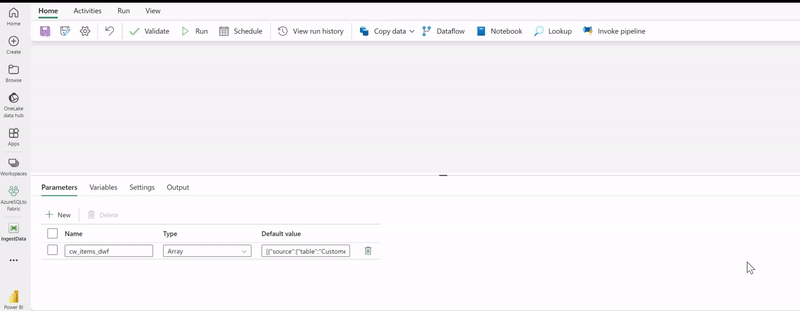 Home Activities Run View
Validate Run Schedule View run history Copy data Dataflow Notebook Lookup Invoke pipeline
Home
Create
Browse
OneLake
data hub
Apps
Workspaces
AzureSQLto
Fabric
IngestData
Power BI
Parameters Variables Settings Output
New Delete
Name Type Default value
cw_items_dwf Array [{"source":{"table":"Custome